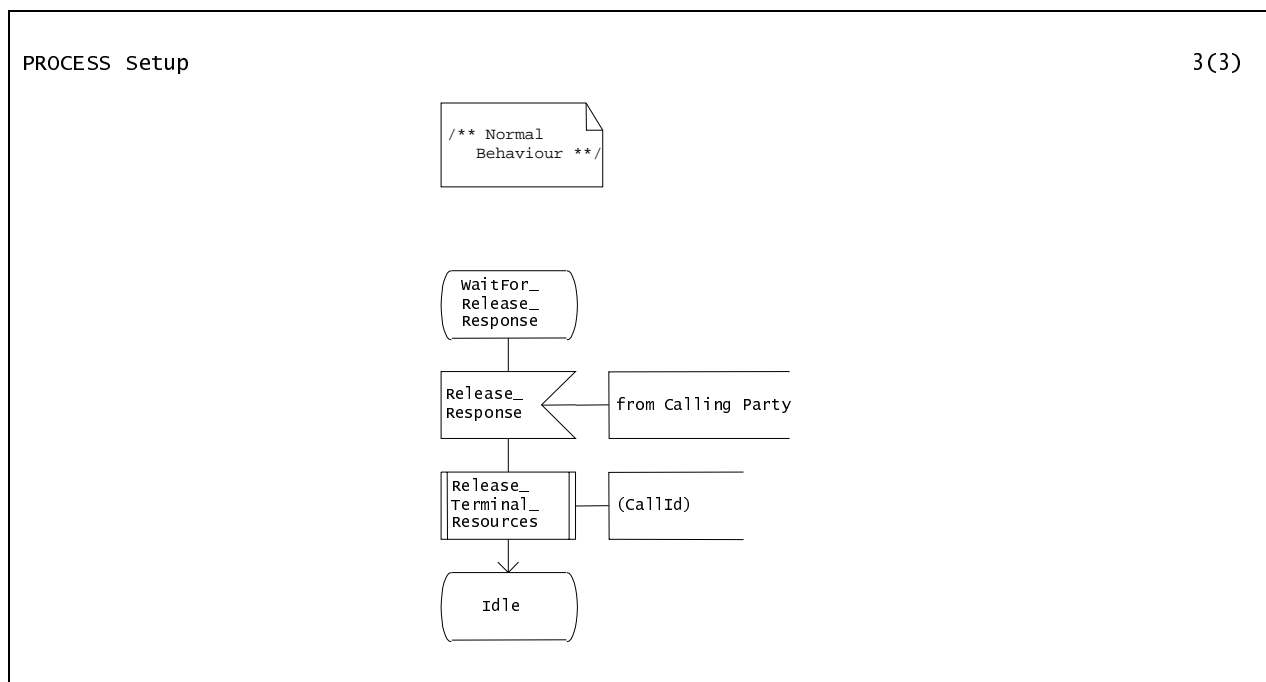 PROCESS Setup
3(3)
/** Normal
Behaviour **/
WaitFor_
Release_
Response
Release_
Response
from Calling Party
Release_
Terminal_
Resources
(CallId)
Idle